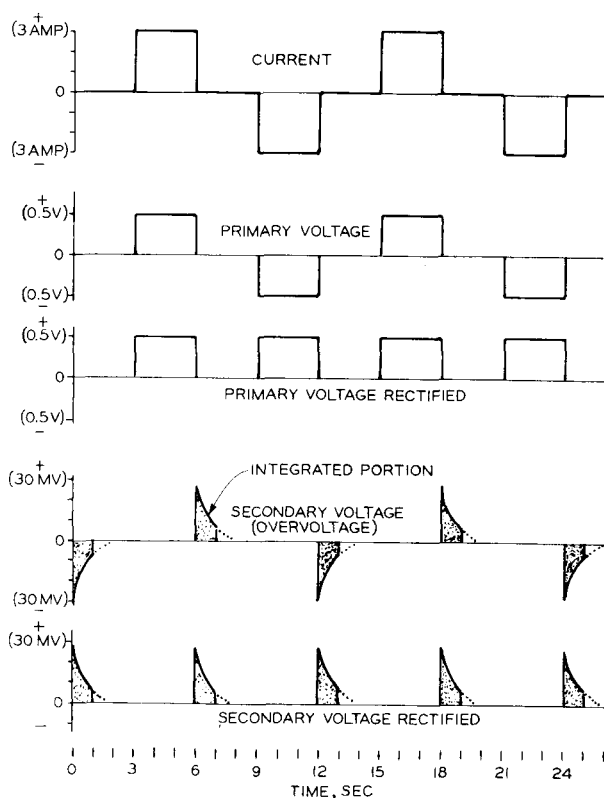 +
(3 AMP)
CURRENT
0
(3 AMP)
−
+
(0.5V)
PRIMARY VOLTAGE
0
(0.5V)
−
+
(0.5V)
0
(0.5V)
−
PRIMARY VOLTAGE RECTIFIED
+
(30 MV)
INTEGRATED PORTION
SECONDARY VOLTAGE
(OVERVOLTAGE)
0
(30 MV)
−
+
(30 MV)
0
−
SECONDARY VOLTAGE RECTIFIED
0 3 6 9 12 15 18 21 24
TIME, SEC